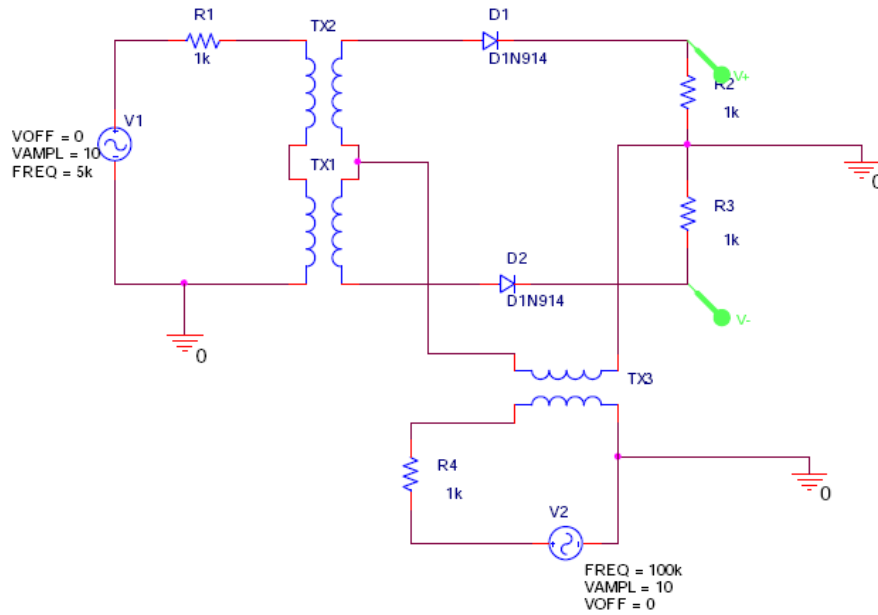 R1
1k
TX2
D1
D1N914
V+
R2
1k
V1
VOFF = 0
VAMPL = 10
FREQ = 5k
TX1
0
R3
1k
D2
D1N914
V-
0
TX3
R4
1k
0
V2
FREQ = 100k
VAMPL = 10
VOFF = 0